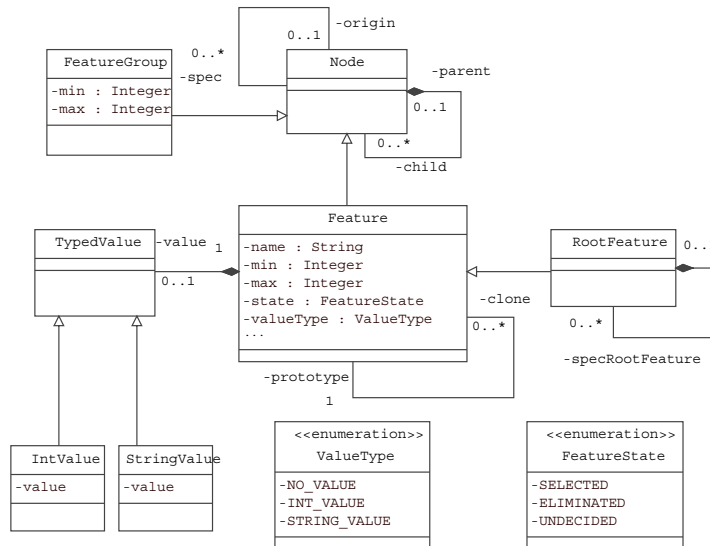 -origin
0..1
0..*
FeatureGroup
-spec
Node
-parent
-min : Integer
-max : Integer
0..1
0..*
-child
Feature
TypedValue
-value
1
RootFeature
0..
-name : String
-min : Integer
-max : Integer
-state : FeatureState
-valueType : ValueType
...
0..1
-clone
0..*
0..*
-prototype
1
-specRootFeature
IntValue
-value
StringValue
-value
<<enumeration>>
ValueType
-NO_VALUE
-INT_VALUE
-STRING_VALUE
<<enumeration>>
FeatureState
-SELECTED
-ELIMINATED
-UNDECIDED